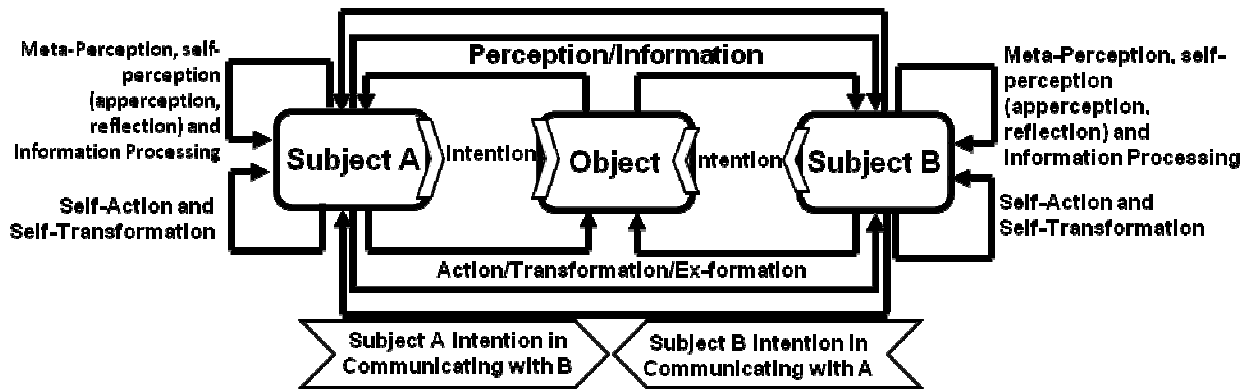 Meta-Perception, self-
perception
(apperception,
reflection) and
Information Processing
Self-Action and
Self-Transformation
Perception/Information
Subject A
Intention
Object
Intention
Subject B
Action/Transformation/Ex-formation
Meta-Perception, self-
perception
(apperception,
reflection) and
Information Processing
Self-Action and
Self-Transformation
Subject A Intention in
Communicating with B
Subject B Intention in
Communicating with A